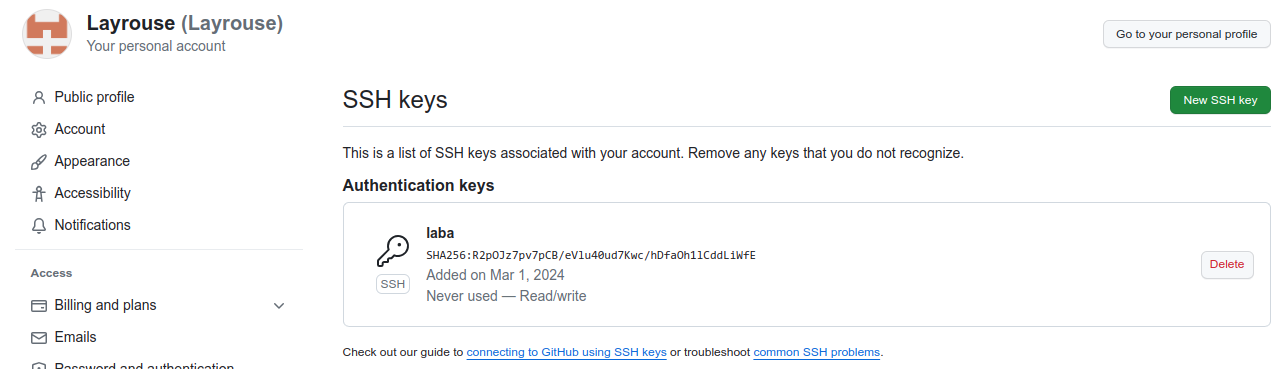 Layrouse (Layrouse)
Your personal account
Go to your personal profile
Public profile
Account
Appearance
Accessibility
Notifications
Access
Billing and plans
Emails
Password and authentication
SSH keys
New SSH key
This is a list of SSH keys associated with your account. Remove any keys that you do not recognize.
Authentication keys
laba
SHA256:R2pOJz7pv7pCB/eVlu40ud7Kwc/hDfaOh1lCddLiWfE
Added on Mar 1, 2024
Never used — Read/write
SSH
Delete
Check out our guide to connecting to GitHub using SSH keys or troubleshoot common SSH problems.